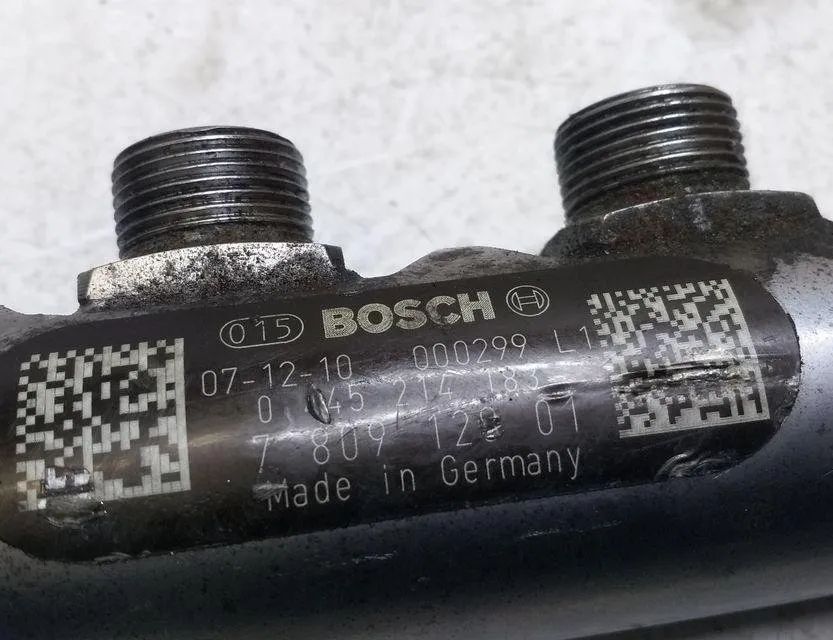 015 BOSCH
07-12-10 000299 L1
0 445 214 183
7 809 128 01
Made in Germany